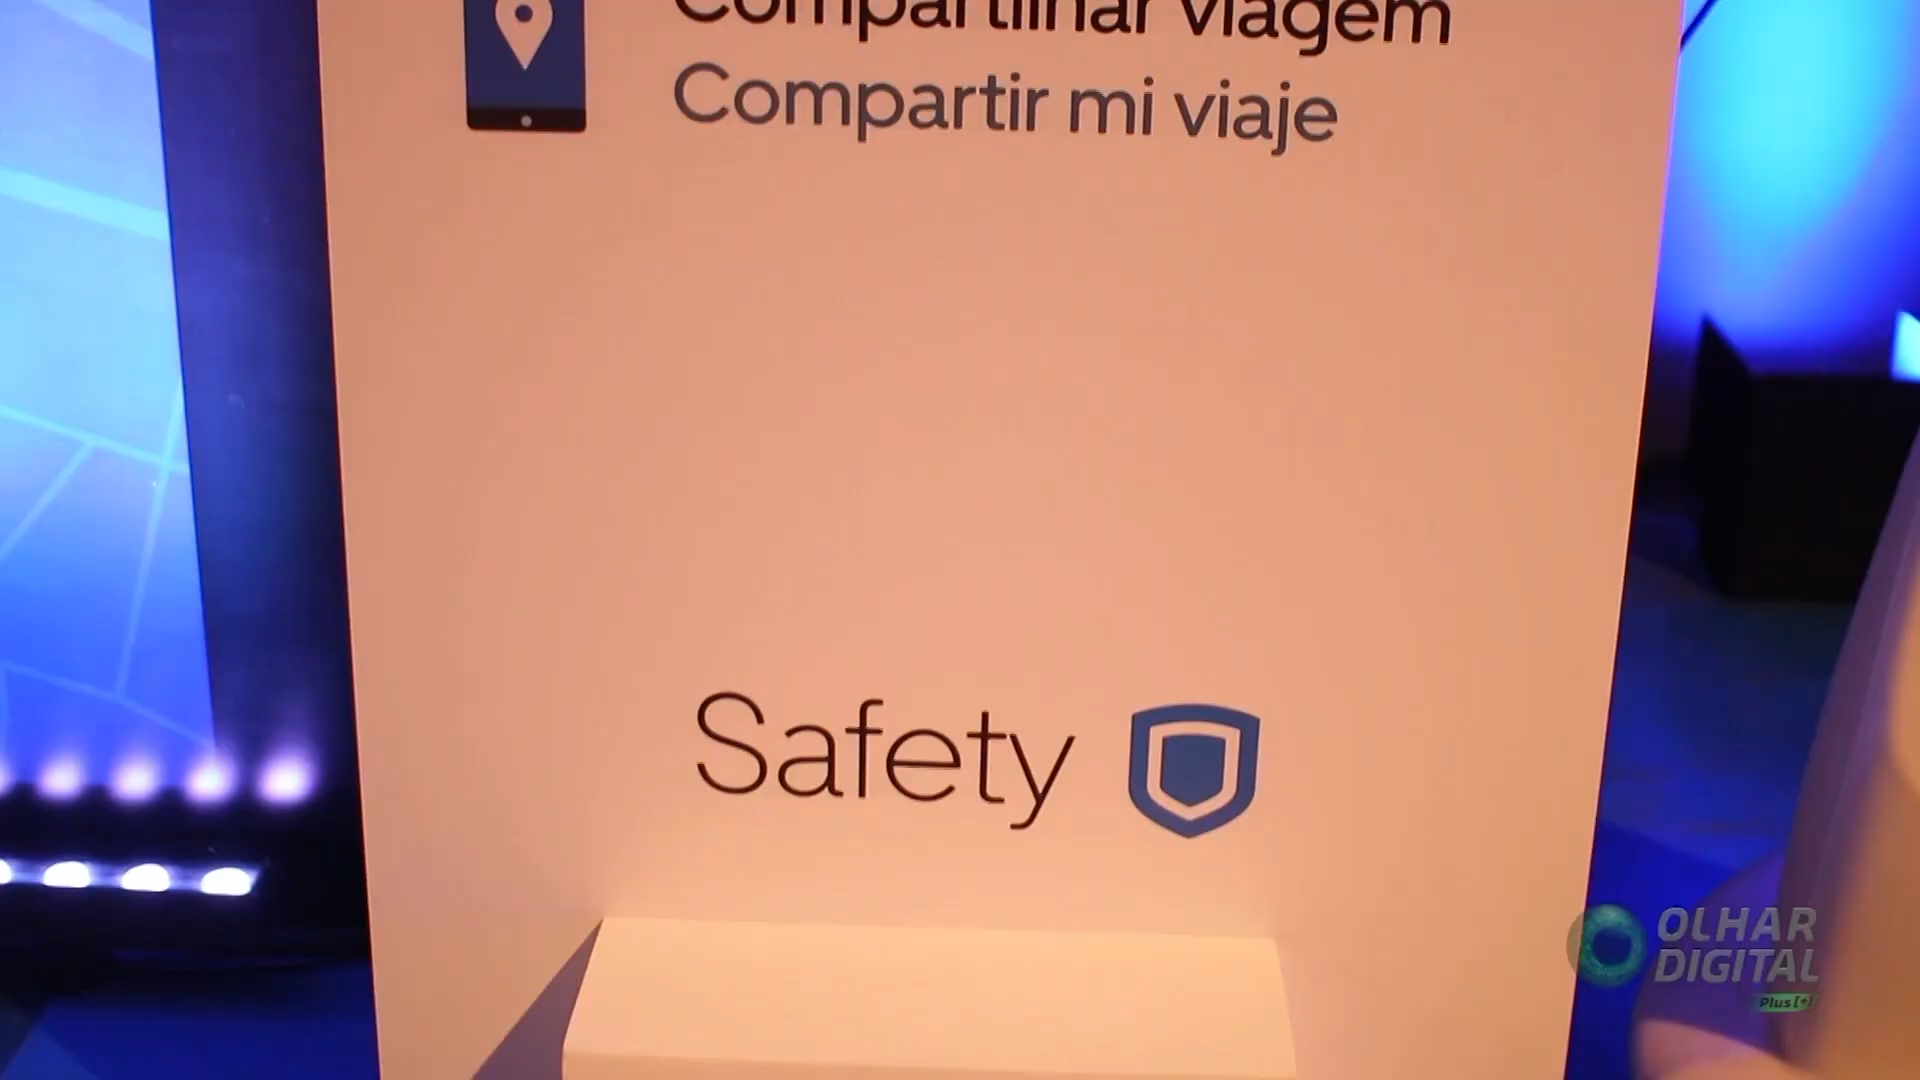 Compartilhar viagem
Compartir mi viaje
Safety
OLHAR
DIGITAL
Plus [+]